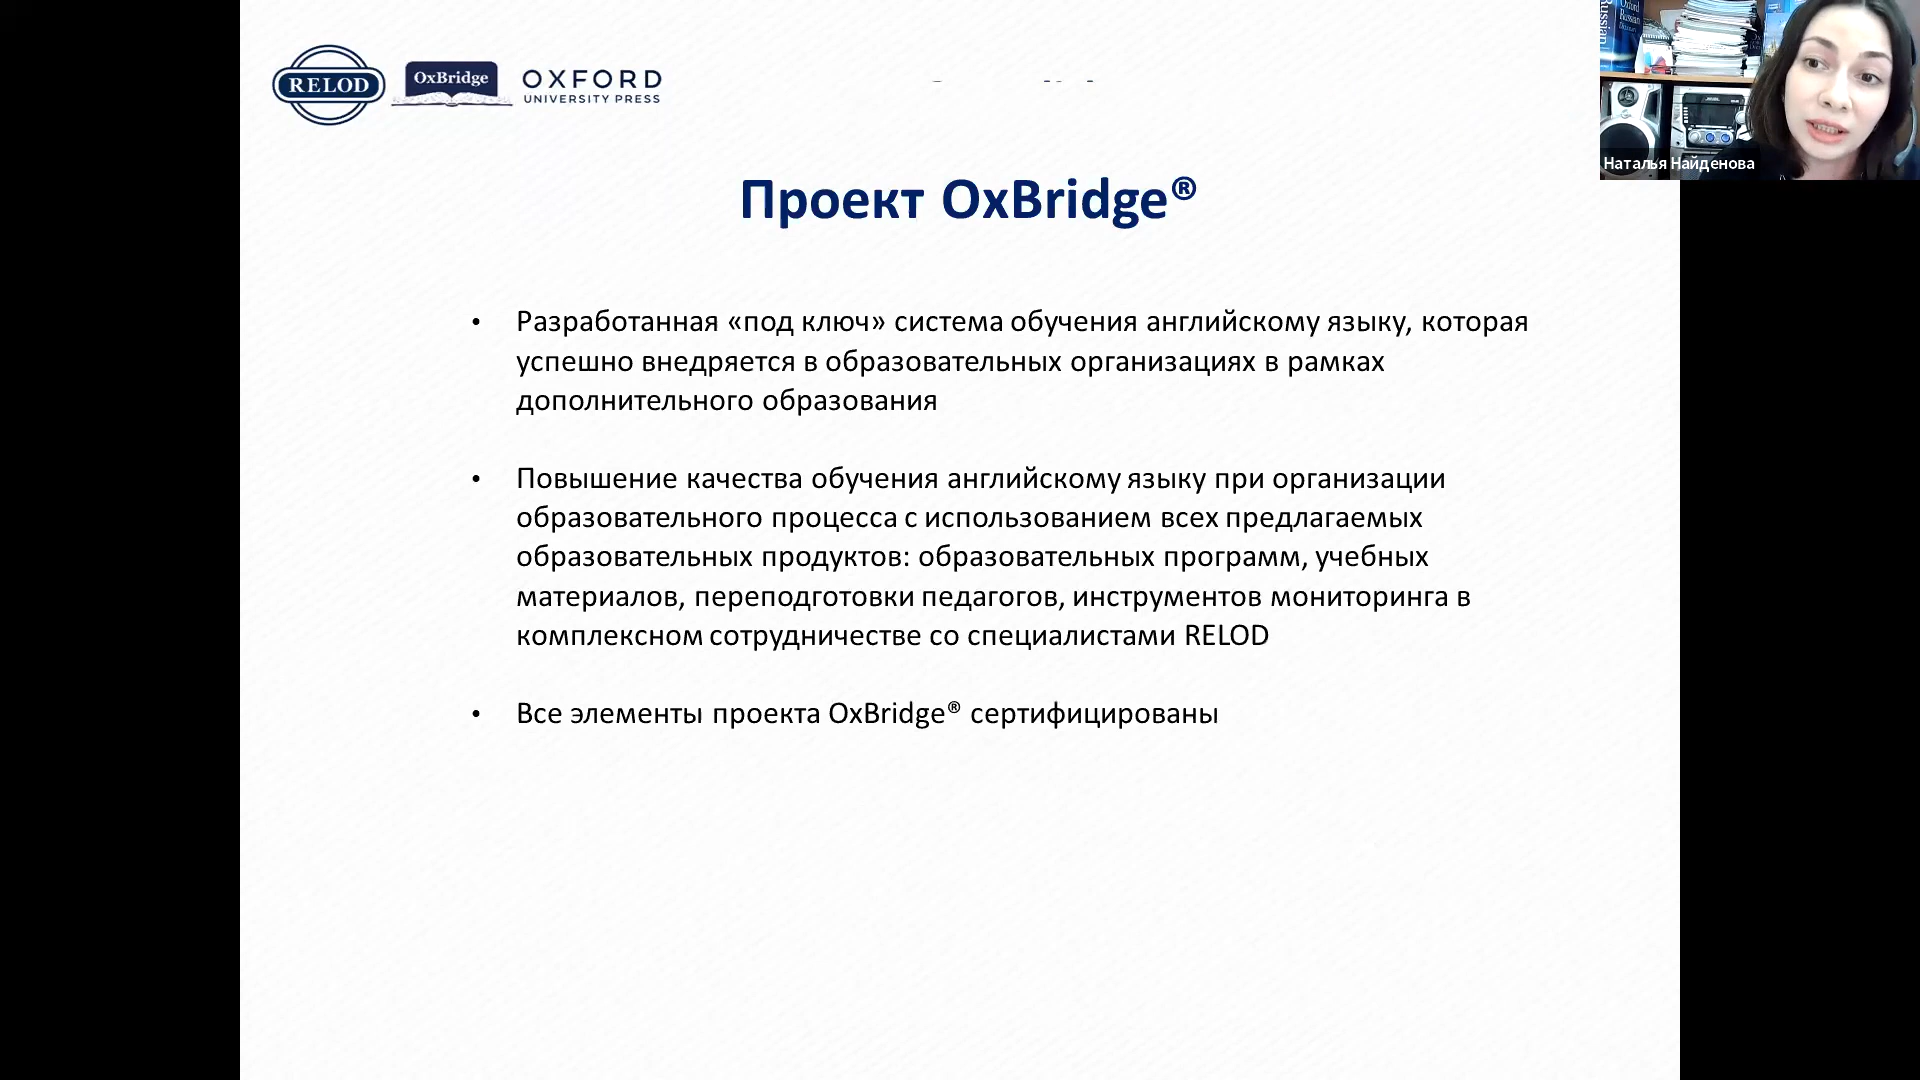 RELOD
OxBridge
OXFORD
UNIVERSITY PRESS
Наталья Найденова
Проект OxBridge®
• Разработанная «под ключ» система обучения английскому языку, которая
успешно внедряется в образовательных организациях в рамках
дополнительного образования
• Повышение качества обучения английскому языку при организации
образовательного процесса с использованием всех предлагаемых
образовательных продуктов: образовательных программ, учебных
материалов, переподготовки педагогов, инструментов мониторинга в
комплексном сотрудничестве со специалистами RELOD
• Все элементы проекта OxBridge® сертифицированы